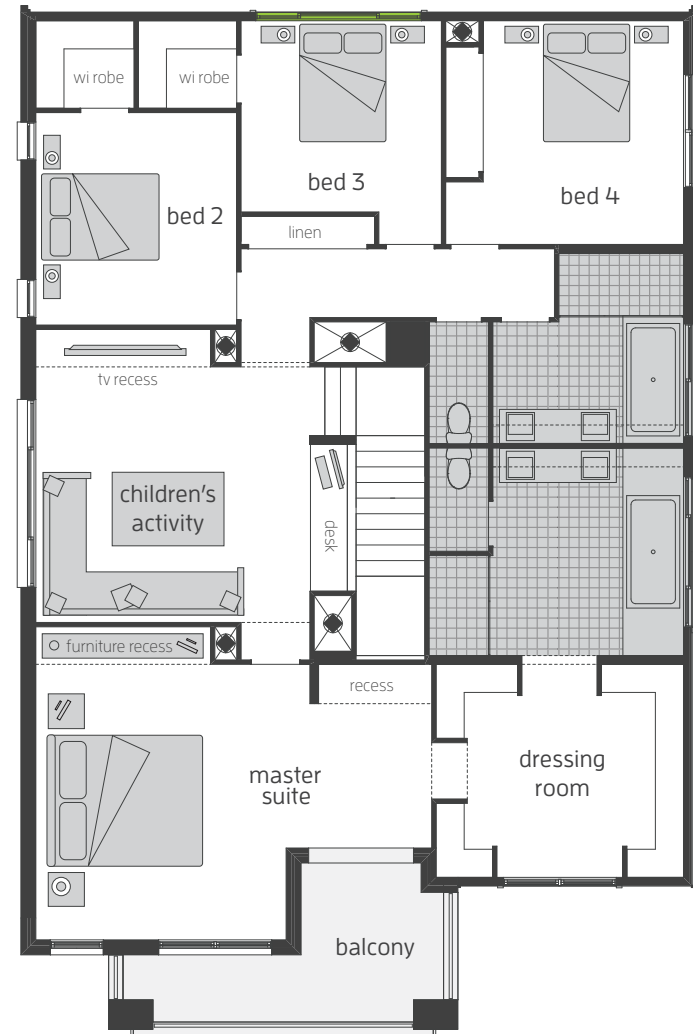 wi robe
wi robe
bed 3
bed 4
bed 2
linen
tv recess
children's
activity
desk
furniture recess
recess
master
suite
dressing
room
balcony